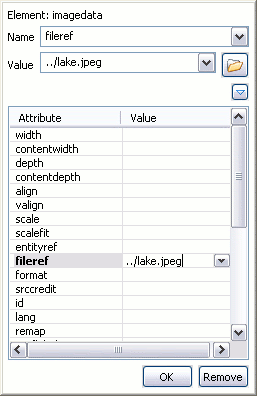 Element: imagedata
Name fileref
Value ../lake.jpeg
Attribute Value
width
contentwidth
depth
contentdepth
align
valign
scale
scalefit
entityref
fileref ../lake.jpeg
format
srccredit
id
lang
remap
OK Remove